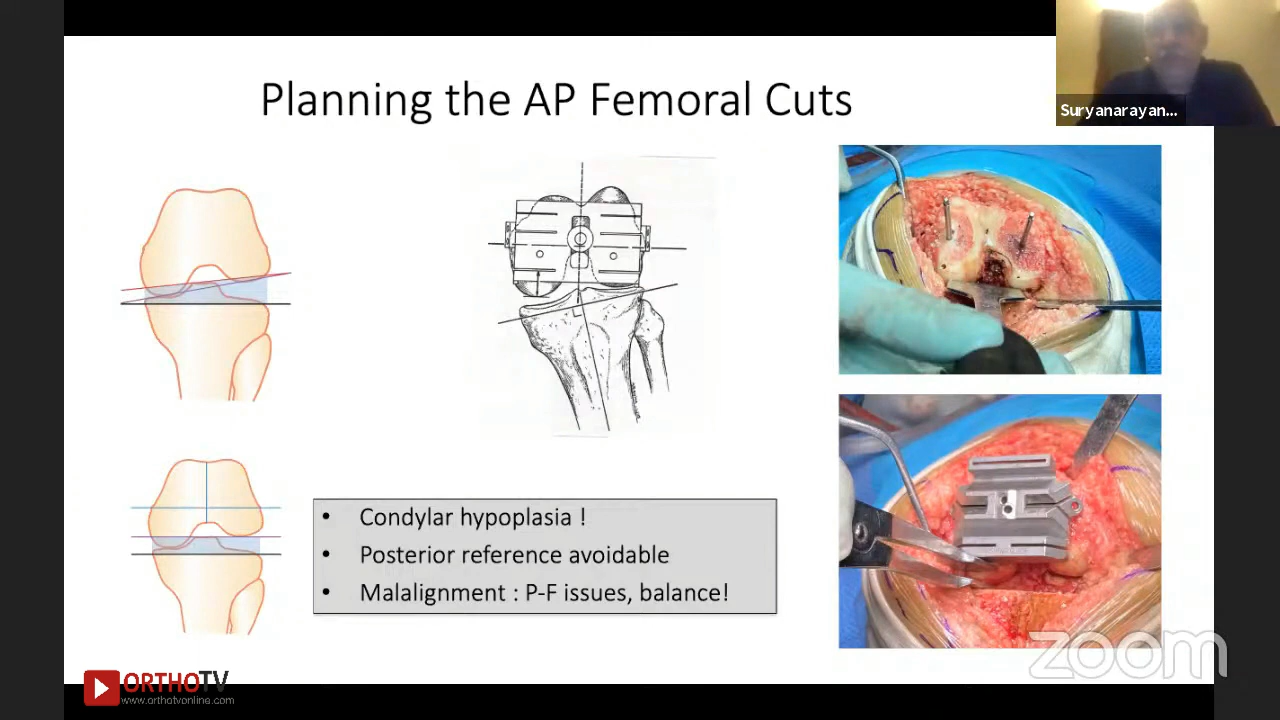 Planning the AP Femoral Cuts
Suryanarayan...
• Condylar hypoplasia !
• Posterior reference avoidable
• Malalignment : P-F issues, balance!
zoom
ORTHOTV
www.orthotvonline.com